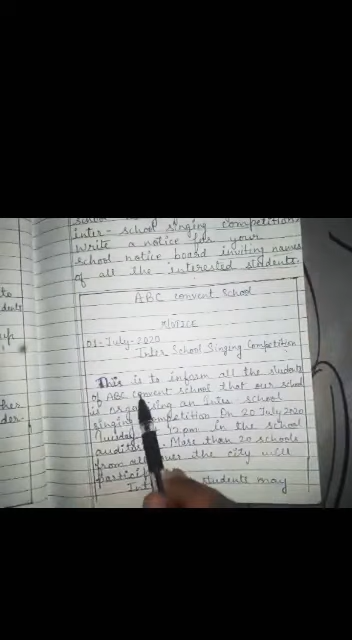 inter-school singing competition
write a notice for your
school notice board inviting names
of all the interested students.
ABC convent School
NOTICE
01-July-2020
Inter School Singing Competition
This is to inform all the students
of ABC convent school that our school
is organising an Inter school
singing competition On 20 July 2020
12pm in the school
More than 20 schools
from all over the city will
students may